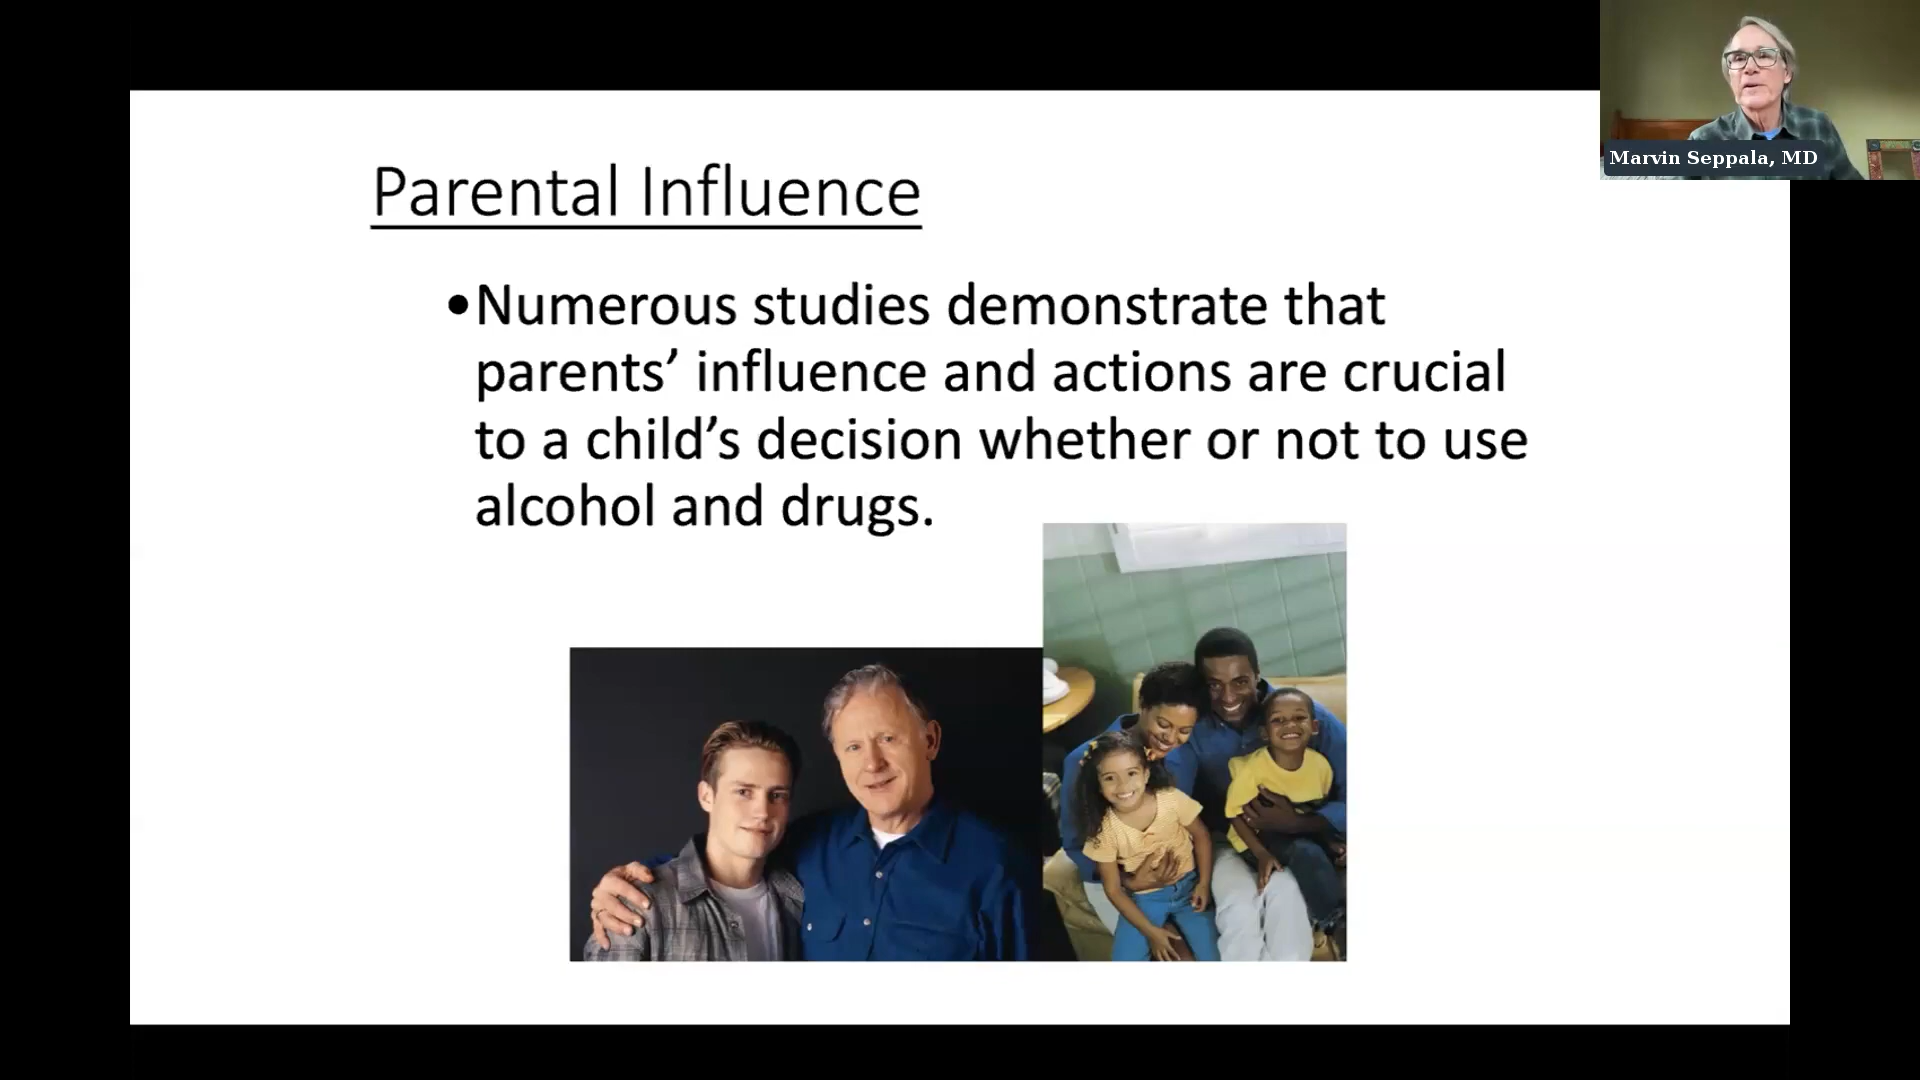 Marvin Seppala, MD
Parental Influence
•Numerous studies demonstrate that
parents’ influence and actions are crucial
to a child’s decision whether or not to use
alcohol and drugs.